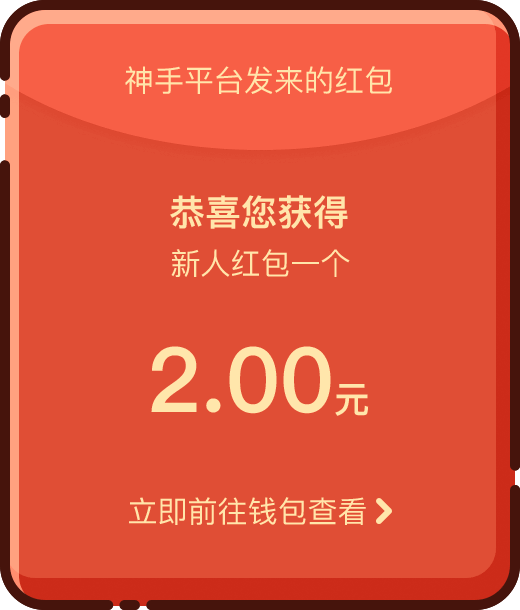 神手平台发来的红包
恭喜您获得
新人红包一个
2.00元
立即前往钱包查看